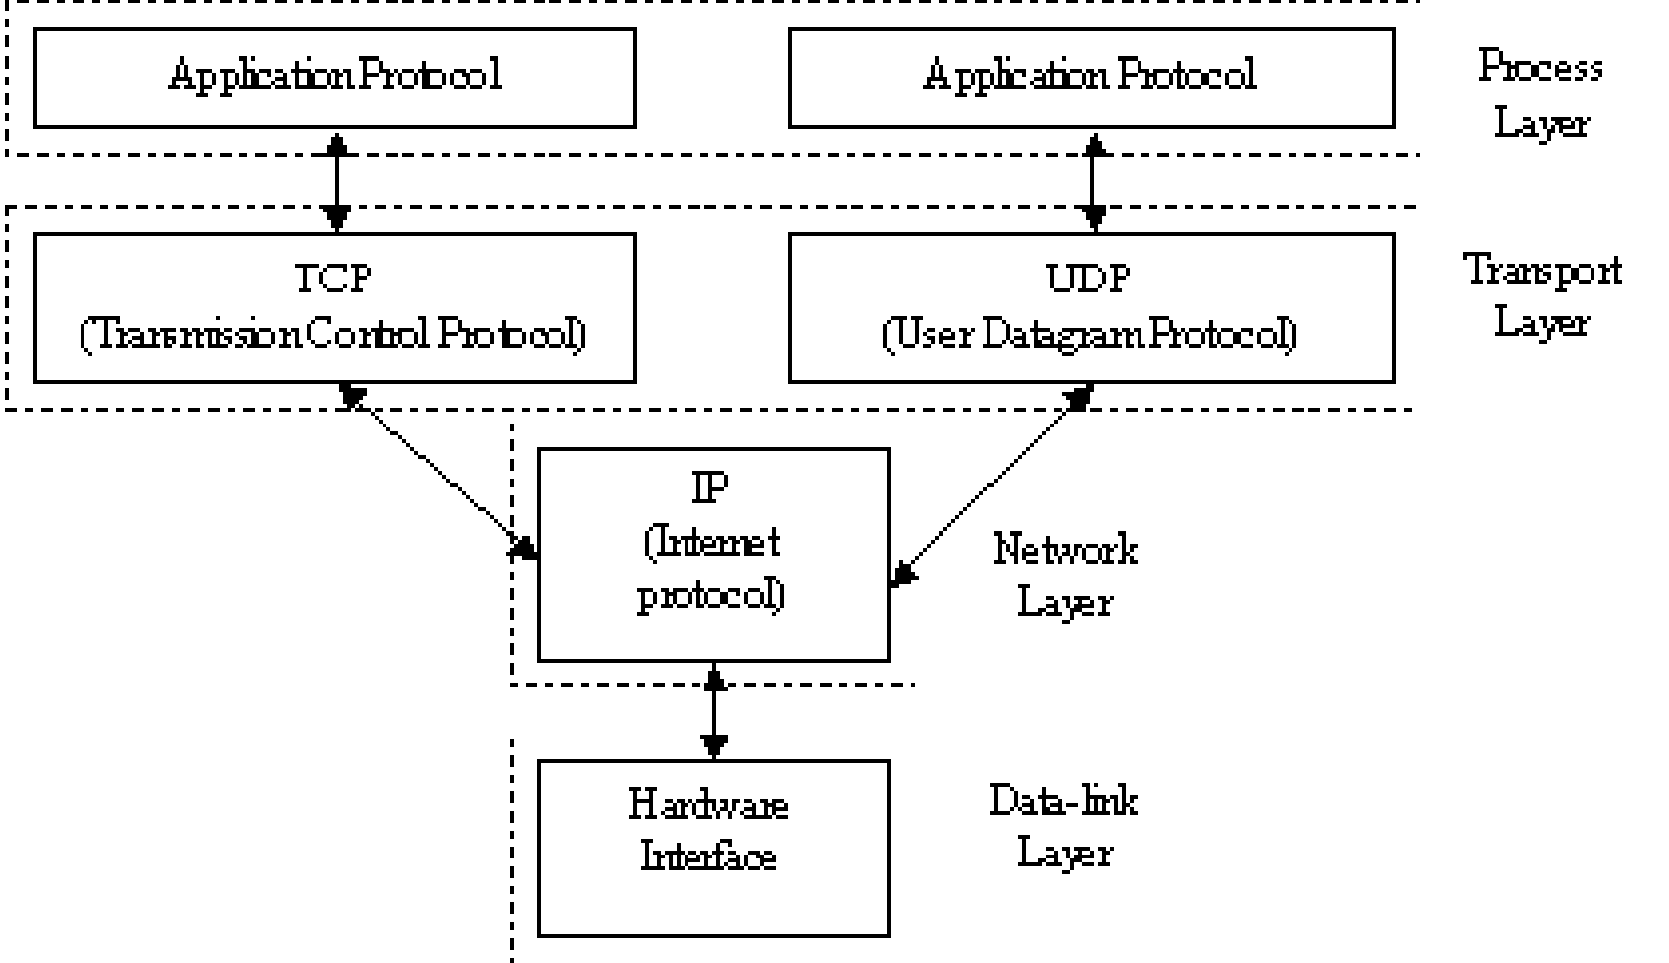 Application Protocol
Application Protocol
Process
Layer
TCP
(Transmission Control Protocol)
UDP
(User Datagram Protocol)
Transport
Layer
IP
(Internet
protocol)
Network
Layer
Hardware
Interface
Data-link
Layer